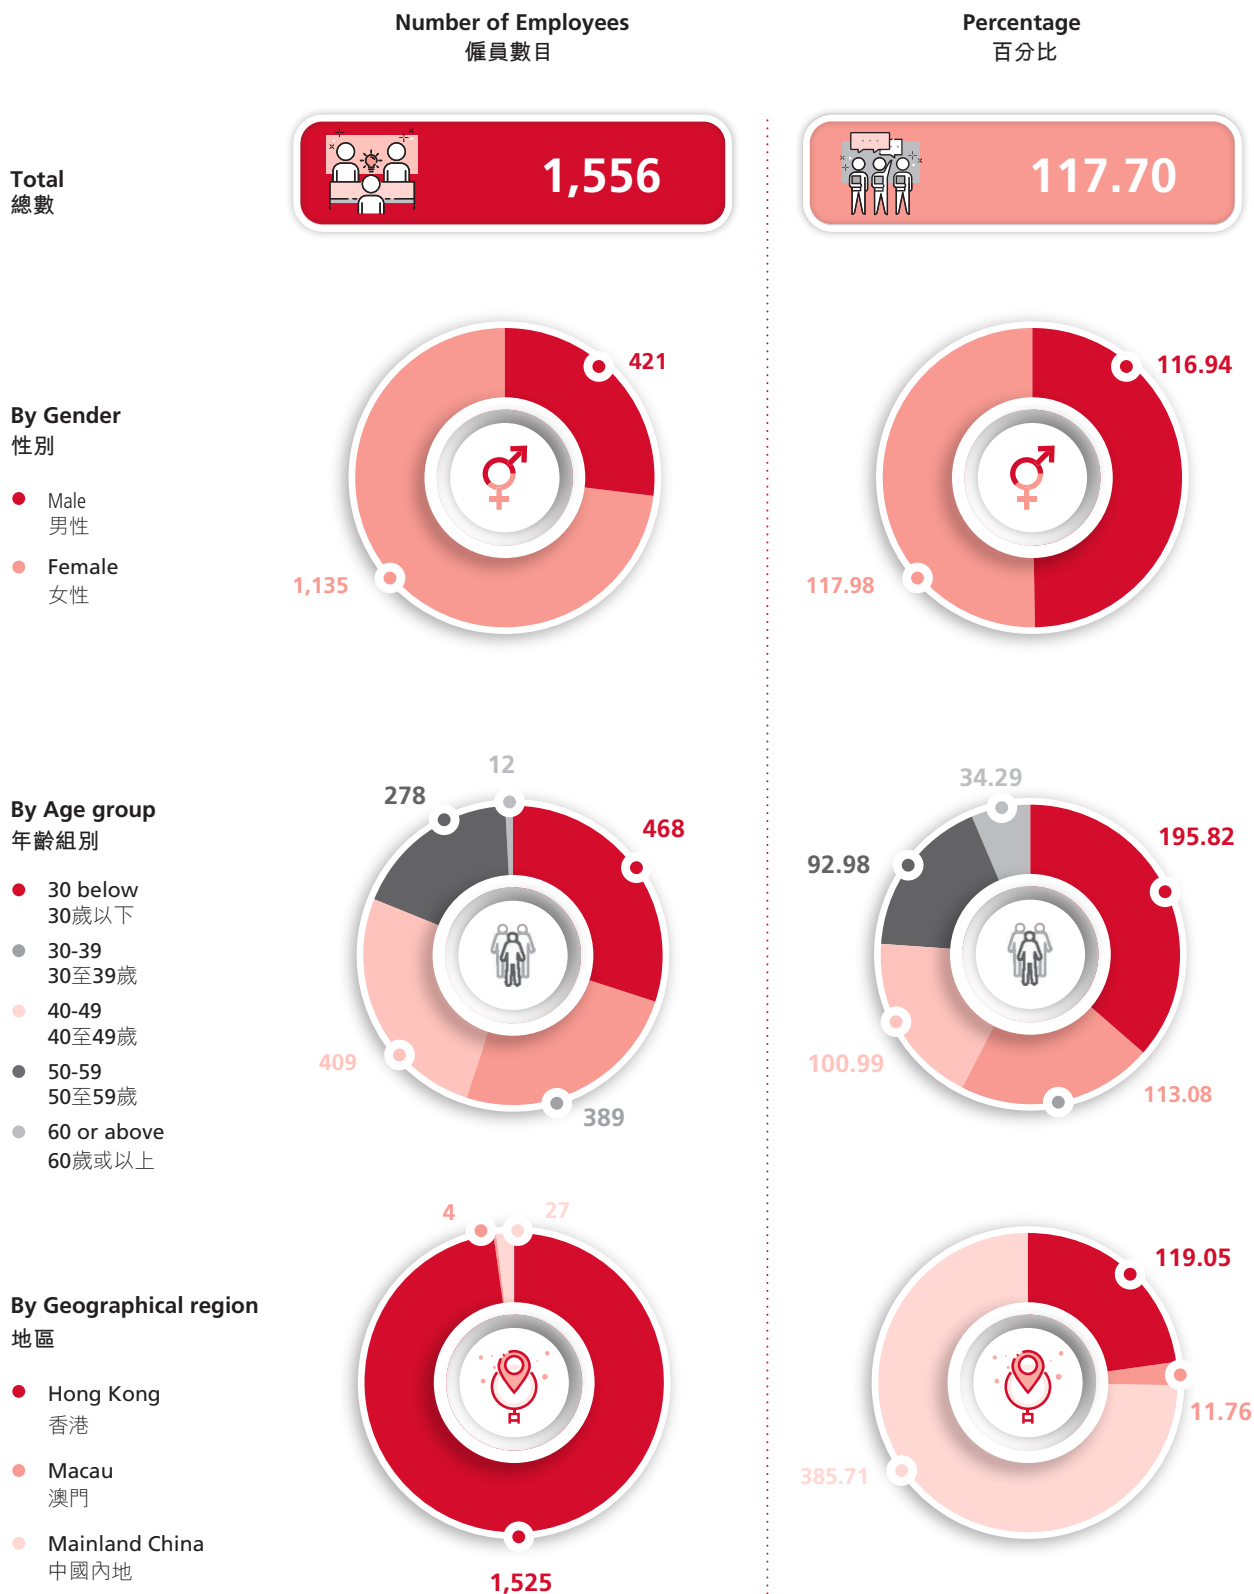 Number of Employees
僱員數目
Percentage
百分比
Total
總數
1,556
117.70
By Gender
性別
Male
男性
Female
女性
421
1,135
116.94
117.98
By Age group
年齡組別
30 below
30歲以下
30-39
30至39歲
40-49
40至49歲
50-59
50至59歲
60 or above
60歲或以上
12
278
468
409
389
34.29
92.98
195.82
100.99
113.08
By Geographical region
地區
Hong Kong
香港
Macau
澳門
Mainland China
中國內地
4
27
1,525
119.05
11.76
385.71